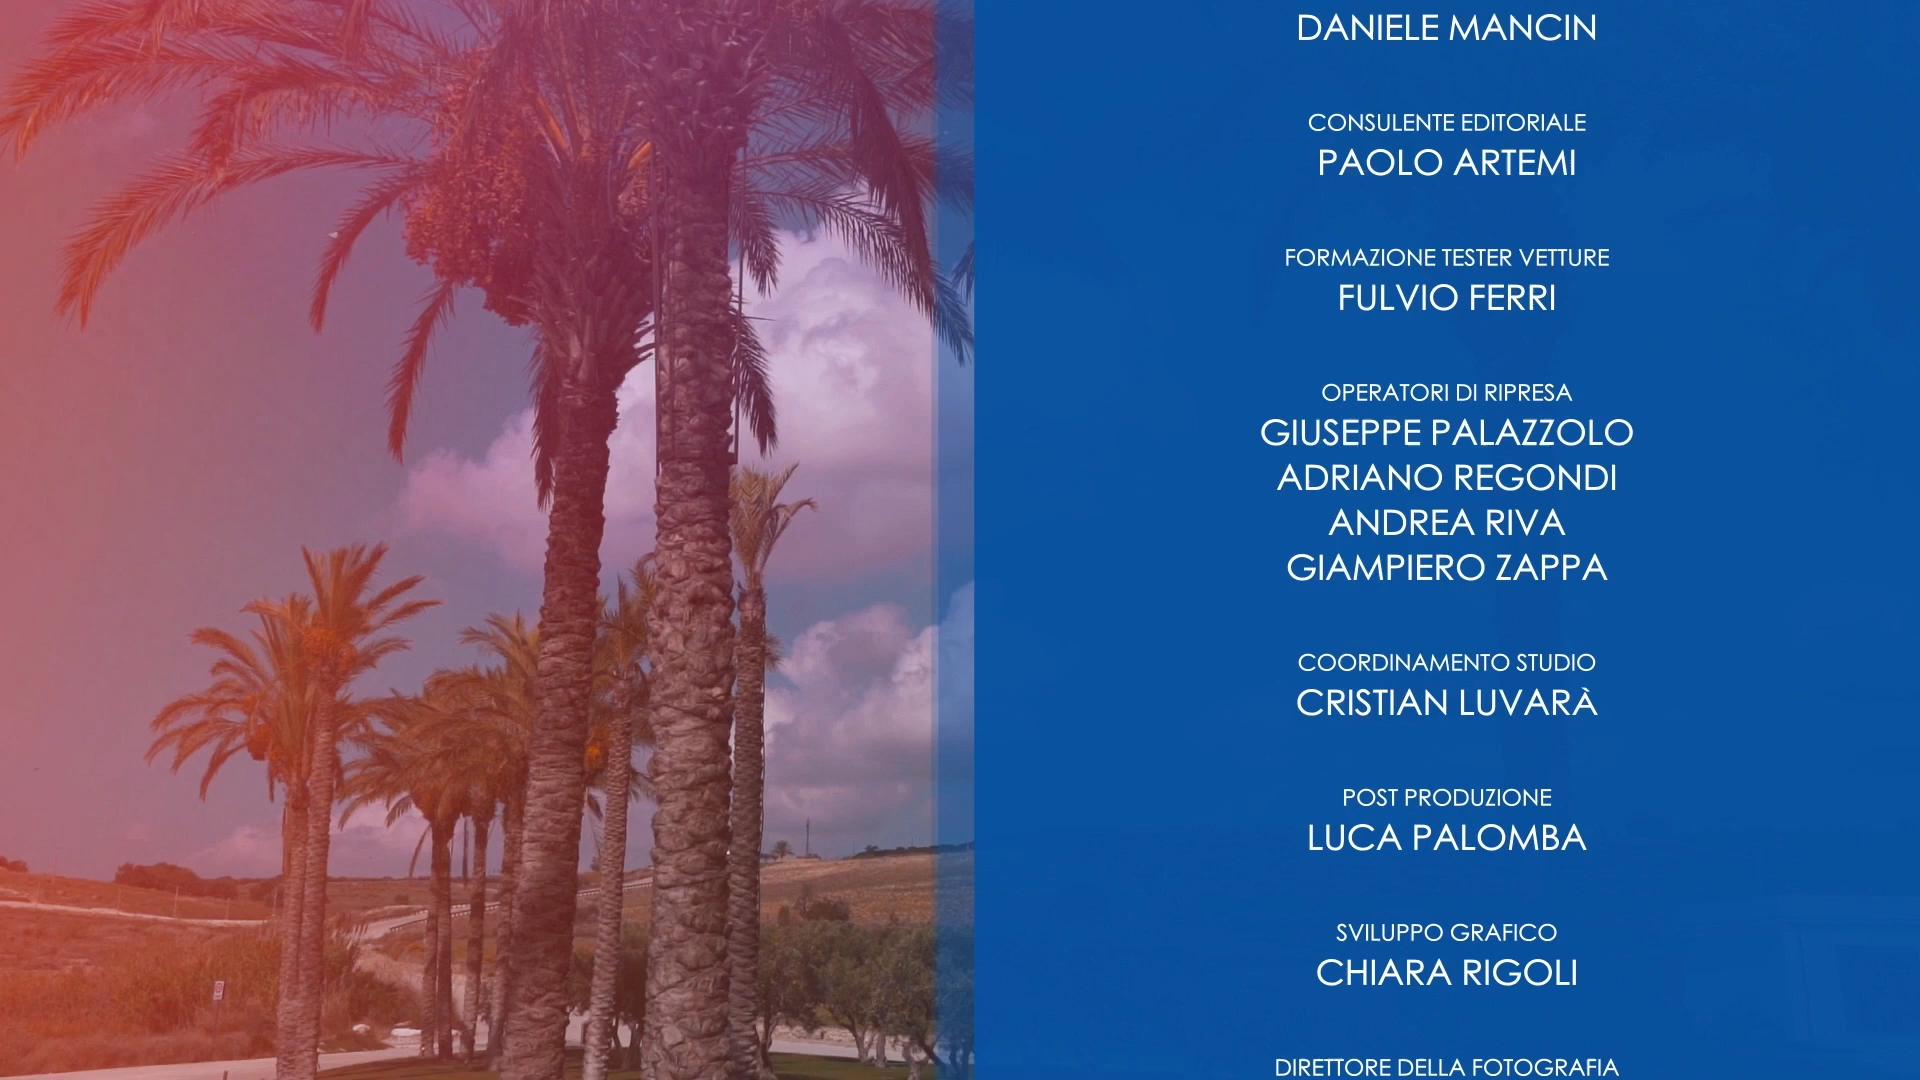 DANIELE MANCIN
CONSULENTE EDITORIALE
PAOLO ARTEMI
FORMAZIONE TESTER VETTURE
FULVIO FERRI
OPERATORI DI RIPRESA
GIUSEPPE PALAZZOLO
ADRIANO REGONDI
ANDREA RIVA
GIAMPIERO ZAPPA
COORDINAMENTO STUDIO
CRISTIAN LUVARÀ
POST PRODUZIONE
LUCA PALOMBA
SVILUPPO GRAFICO
CHIARA RIGOLI
DIRETTORE DELLA FOTOGRAFIA